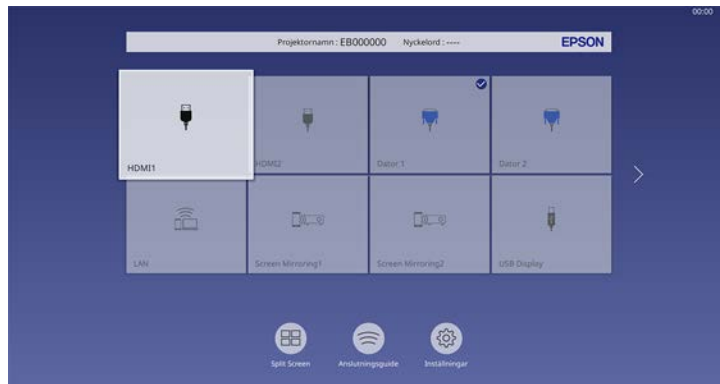 00:00
Projektornamn : EB000000 Nyckelord : ---- EPSON
HDMI1 HDMI2 Dator 1 Dator 2
LAN Screen Mirroring1 Screen Mirroring2 USB Display
Split Screen Anslutningsguide Inställningar